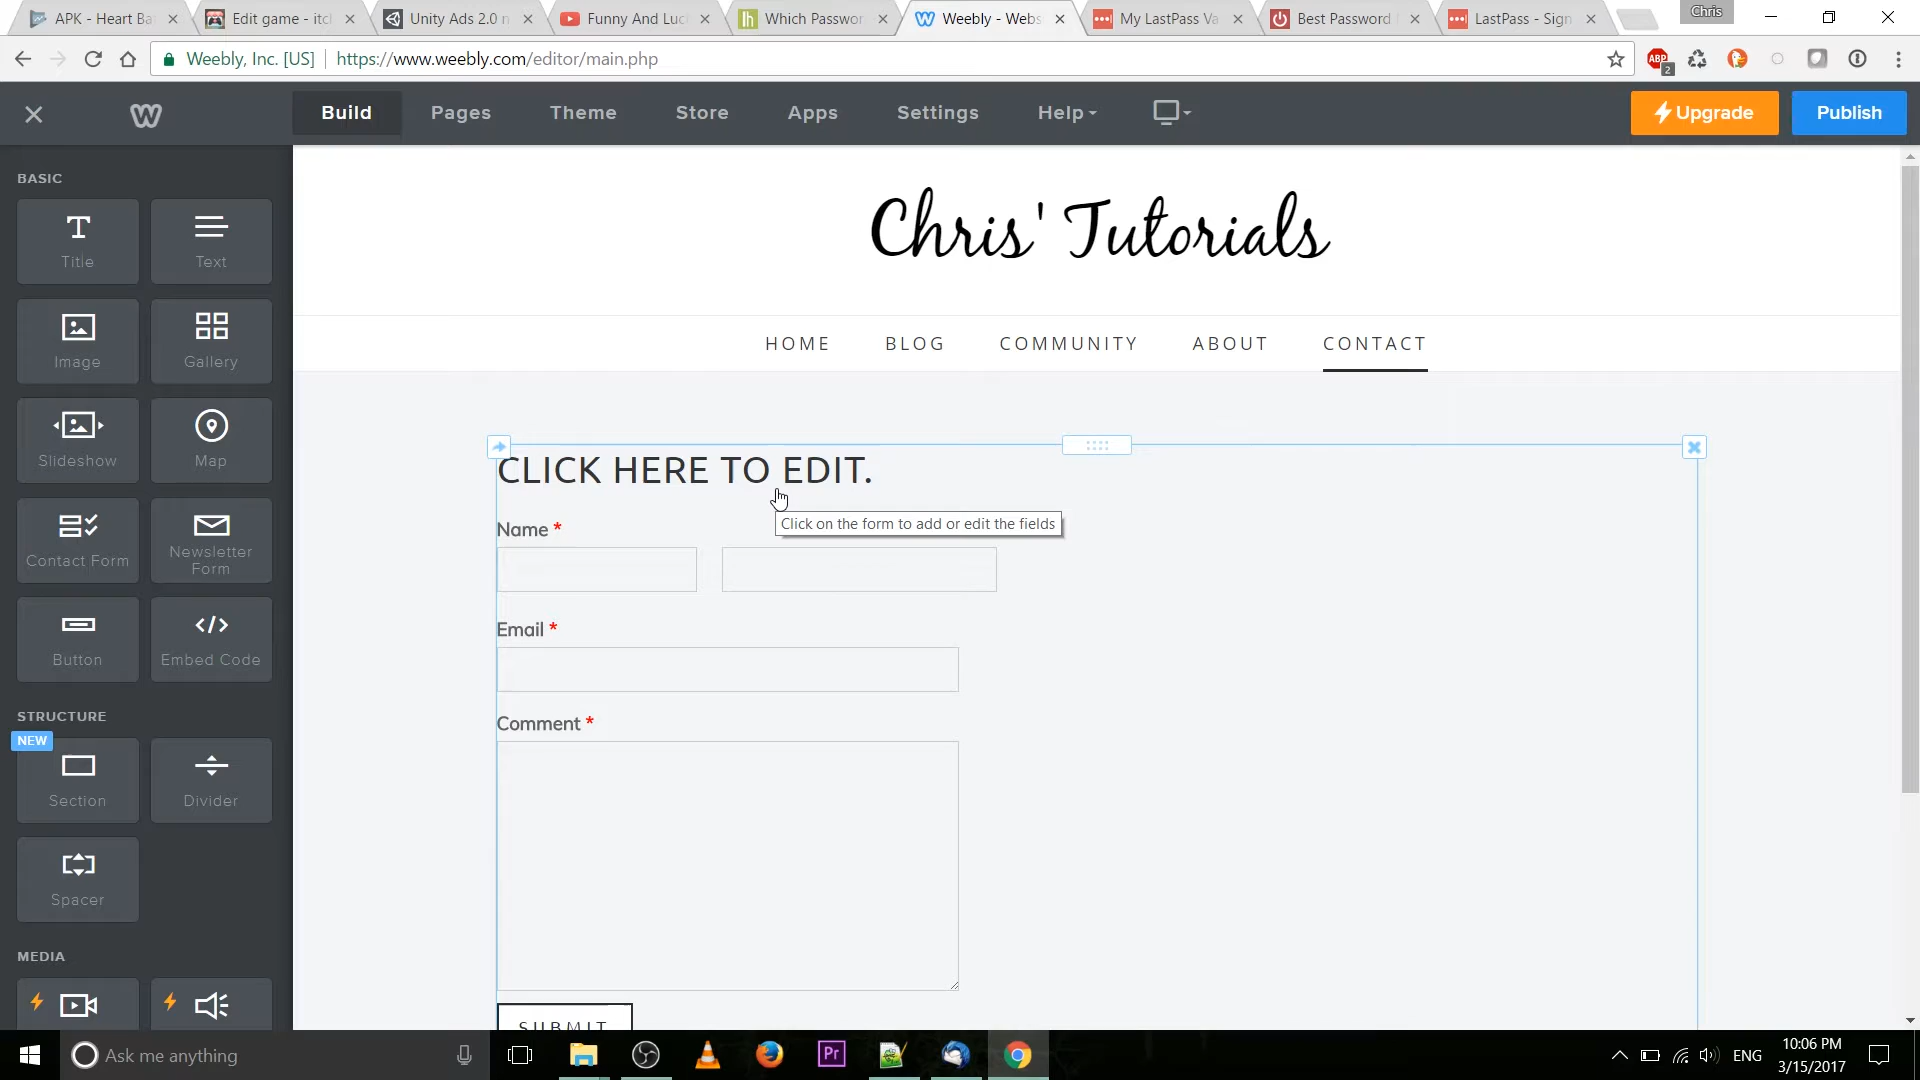 APK - Heart Ba
Edit game - itch
Unity Ads 2.0 n
Funny And Luc
Which Passwor
Weebly - Webs
My LastPass Va
Best Password
LastPass - Sign
Chris
Weebly, Inc. [US]
https://www.weebly.com/editor/main.php
ABP
2
Build
Pages
Theme
Store
Apps
Settings
Help
Upgrade
Publish
BASIC
Title
Text
Image
Gallery
Slideshow
Map
Contact Form
Newsletter
Form
Button
Embed Code
STRUCTURE
NEW
Section
Divider
Spacer
MEDIA
Chris' Tutorials
HOME
BLOG
COMMUNITY
ABOUT
CONTACT
CLICK HERE TO EDIT.
Click on the form to add or edit the fields
Name *
Email *
Comment *
SUBMIT
Ask me anything
Pr
ENG
10:06 PM
3/15/2017